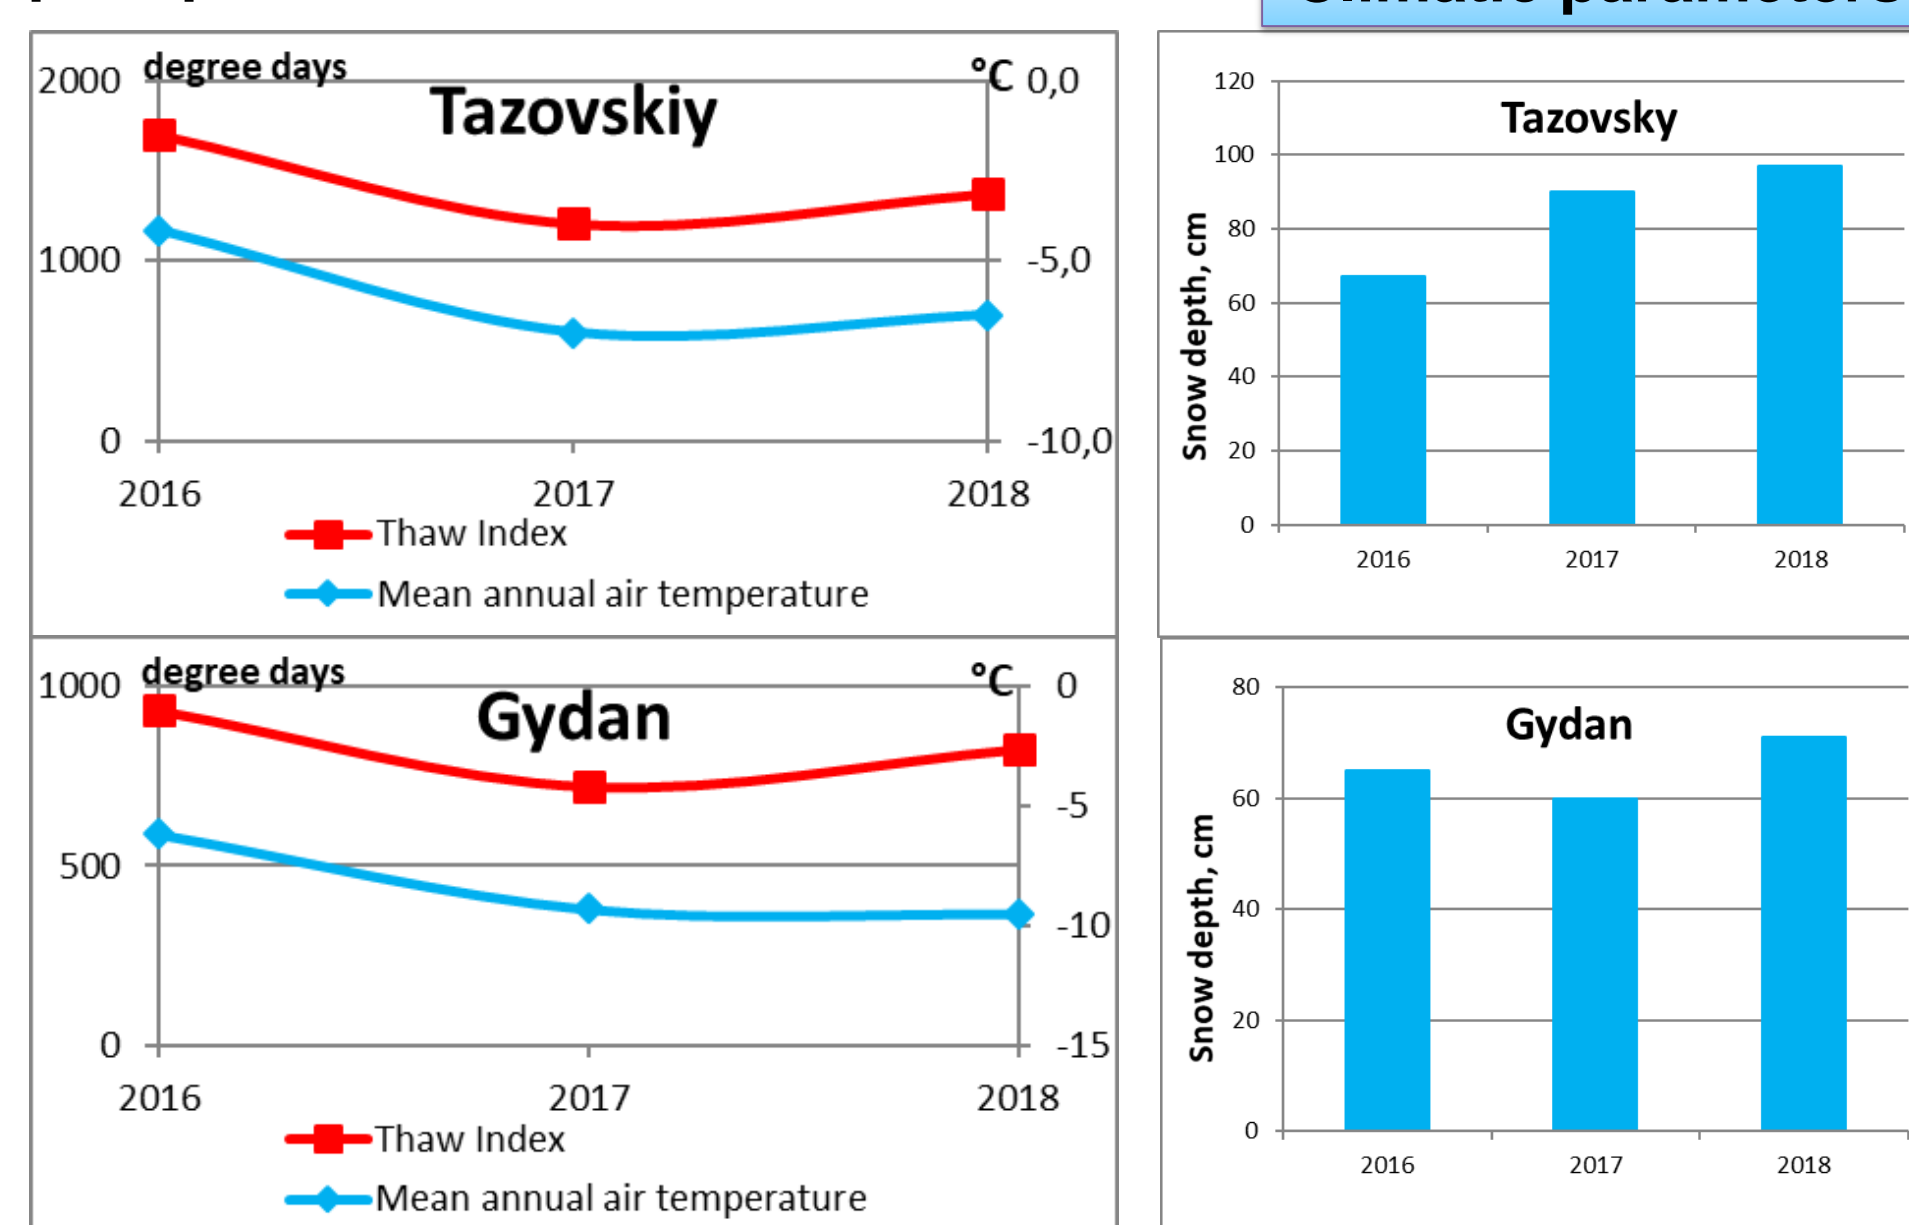 Climatic parameters
degree days
°C
Tazovskiy
2000
1000
0
0,0
-5,0
-10,0
2016 2017 2018
Thaw Index
Mean annual air temperature
Tazovsky
Snow depth, cm
120
100
80
60
40
20
0
2016 2017 2018
degree days
°C
Gydan
1000
500
0
0
-5
-10
-15
2016 2017 2018
Thaw Index
Mean annual air temperature
Gydan
Snow depth, cm
80
60
40
20
0
2016 2017 2018